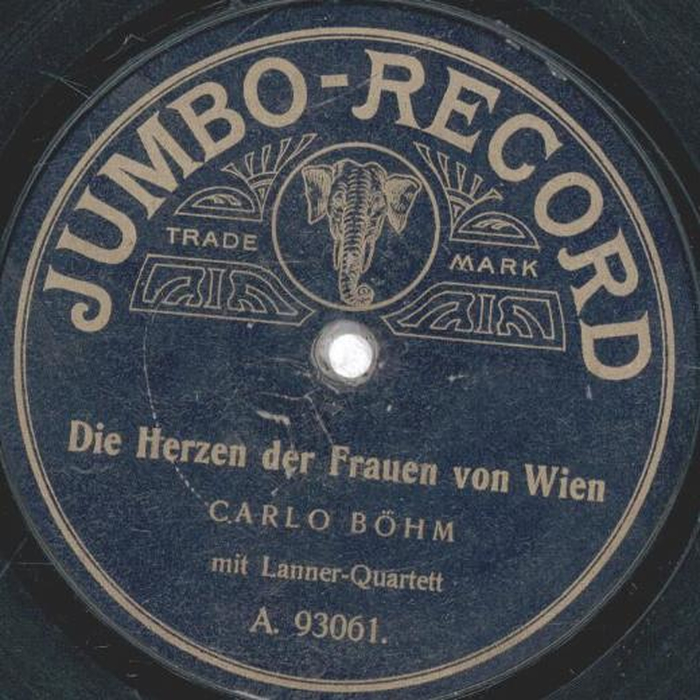 JUMBO-RECORD
TRADE MARK
Die Herzen der Frauen von Wien
CARLO BÖHM
mit Lanner-Quartett
A. 93061.